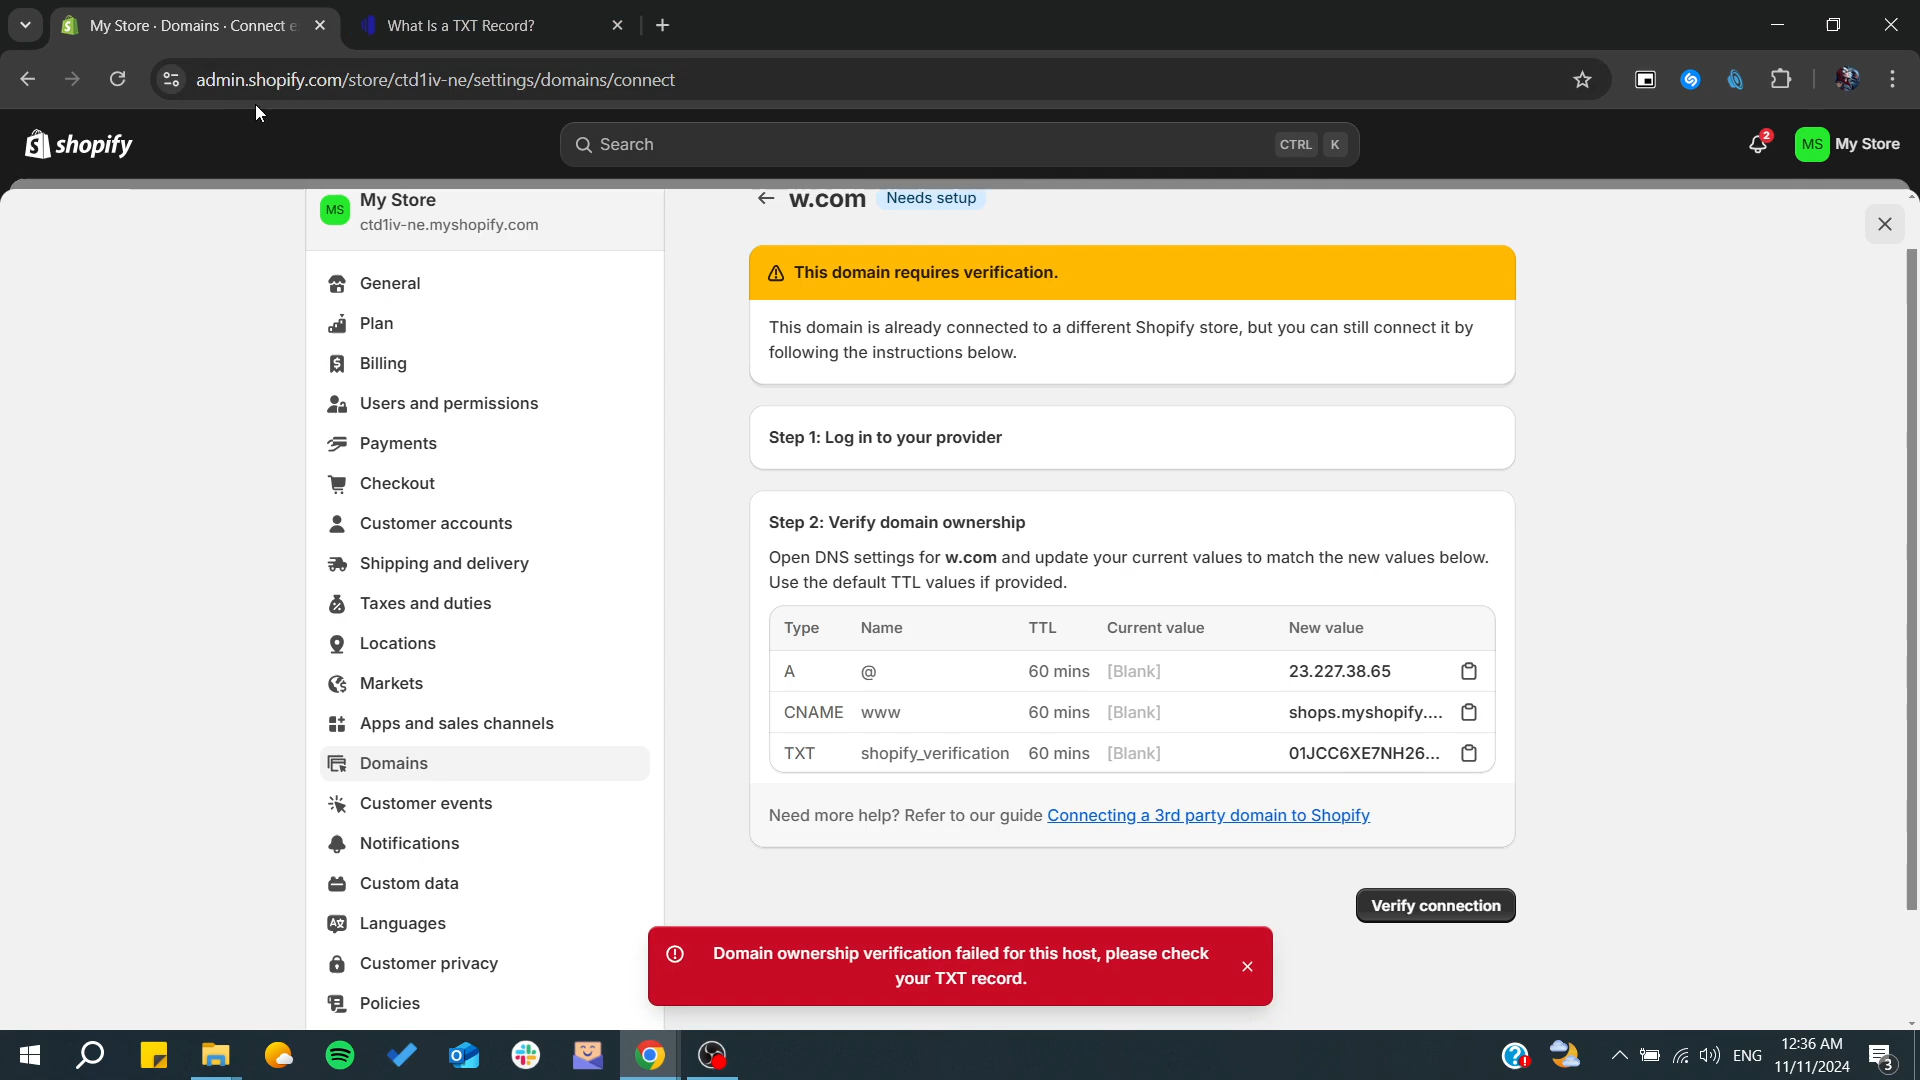 My Store · Domains · Connect e
What Is a TXT Record?
admin.shopify.com/store/ctd1iv-ne/settings/domains/connect
shopify
Search
CTRL K
2
MS My Store
MS
My Store
ctd1iv-ne.myshopify.com
General
Plan
Billing
Users and permissions
Payments
Checkout
Customer accounts
Shipping and delivery
Taxes and duties
Locations
Markets
Apps and sales channels
Domains
Customer events
Notifications
Custom data
Languages
Customer privacy
Policies
w.com Needs setup
This domain requires verification.
This domain is already connected to a different Shopify store, but you can still connect it by
following the instructions below.
Step 1: Log in to your provider
Step 2: Verify domain ownership
Open DNS settings for w.com and update your current values to match the new values below.
Use the default TTL values if provided.
Type Name TTL Current value New value
A @ 60 mins [Blank] 23.227.38.65
CNAME www 60 mins [Blank] shops.myshopify....
TXT shopify_verification 60 mins [Blank] 01JCC6XE7NH26...
Need more help? Refer to our guide Connecting a 3rd party domain to Shopify
Verify connection
Domain ownership verification failed for this host, please check
your TXT record.
ENG
12:36 AM
11/11/2024
3